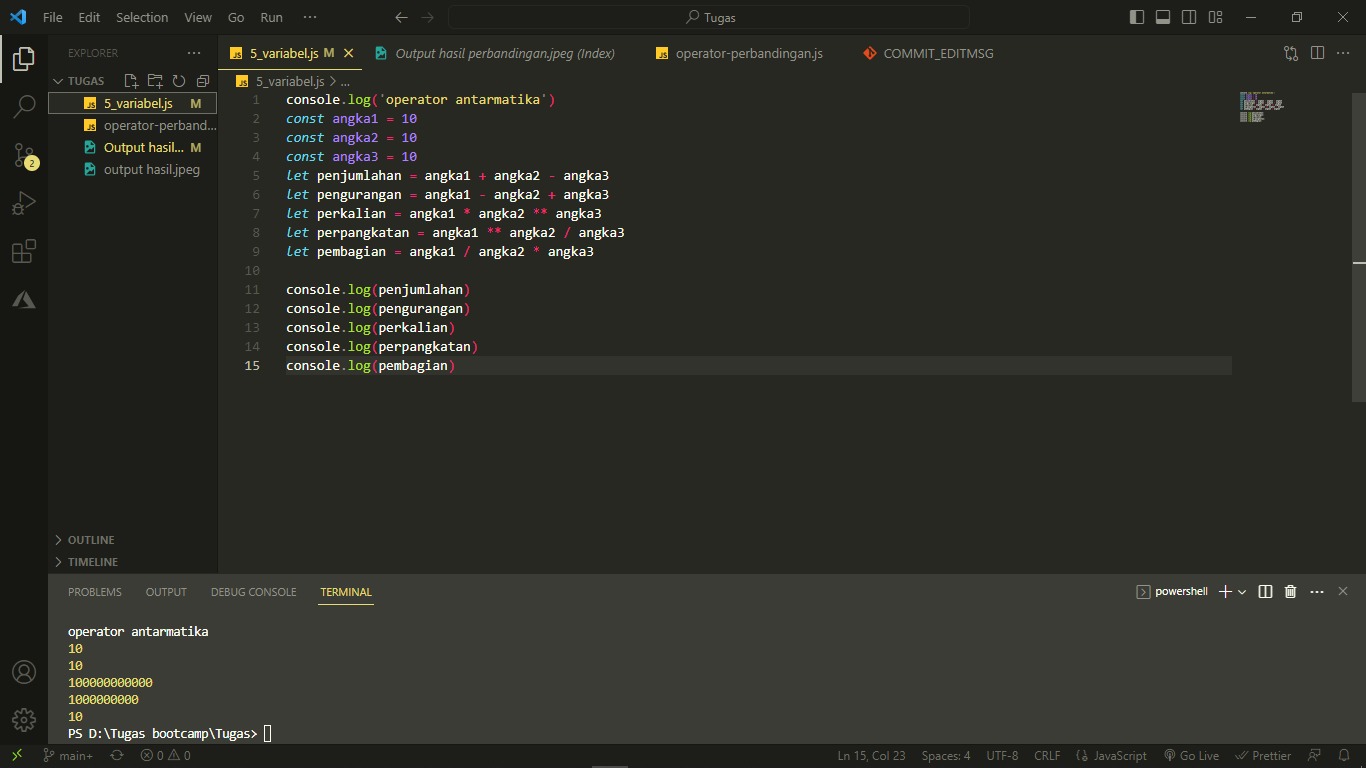 File Edit Selection View Go Run ... Tugas
EXPLORER ...
TUGAS
5_variabel.js M
operator-perband...
Output hasil... M
output hasil.jpeg
2
OUTLINE
TIMELINE
5_variabel.js M
Output hasil perbandingan.jpeg (Index)
operator-perbandingan.js
COMMIT_EDITMSG
5_variabel.js > ...
1 console.log('operator antarmatika')
2 const angka1 = 10
3 const angka2 = 10
4 const angka3 = 10
5 let penjumlahan = angka1 + angka2 - angka3
6 let pengurangan = angka1 - angka2 + angka3
7 let perkalian = angka1 * angka2 ** angka3
8 let perpangkatan = angka1 ** angka2 / angka3
9 let pembagian = angka1 / angka2 * angka3
10
11 console.log(penjumlahan)
12 console.log(pengurangan)
13 console.log(perkalian)
14 console.log(perpangkatan)
15 console.log(pembagian)
PROBLEMS OUTPUT DEBUG CONSOLE TERMINAL powershell
operator antarmatika
10
10
100000000000
1000000000
10
PS D:\Tugas bootcamp\Tugas>
main+ 0 0 Ln 15, Col 23 Spaces: 4 UTF-8 CRLF JavaScript Go Live Prettier